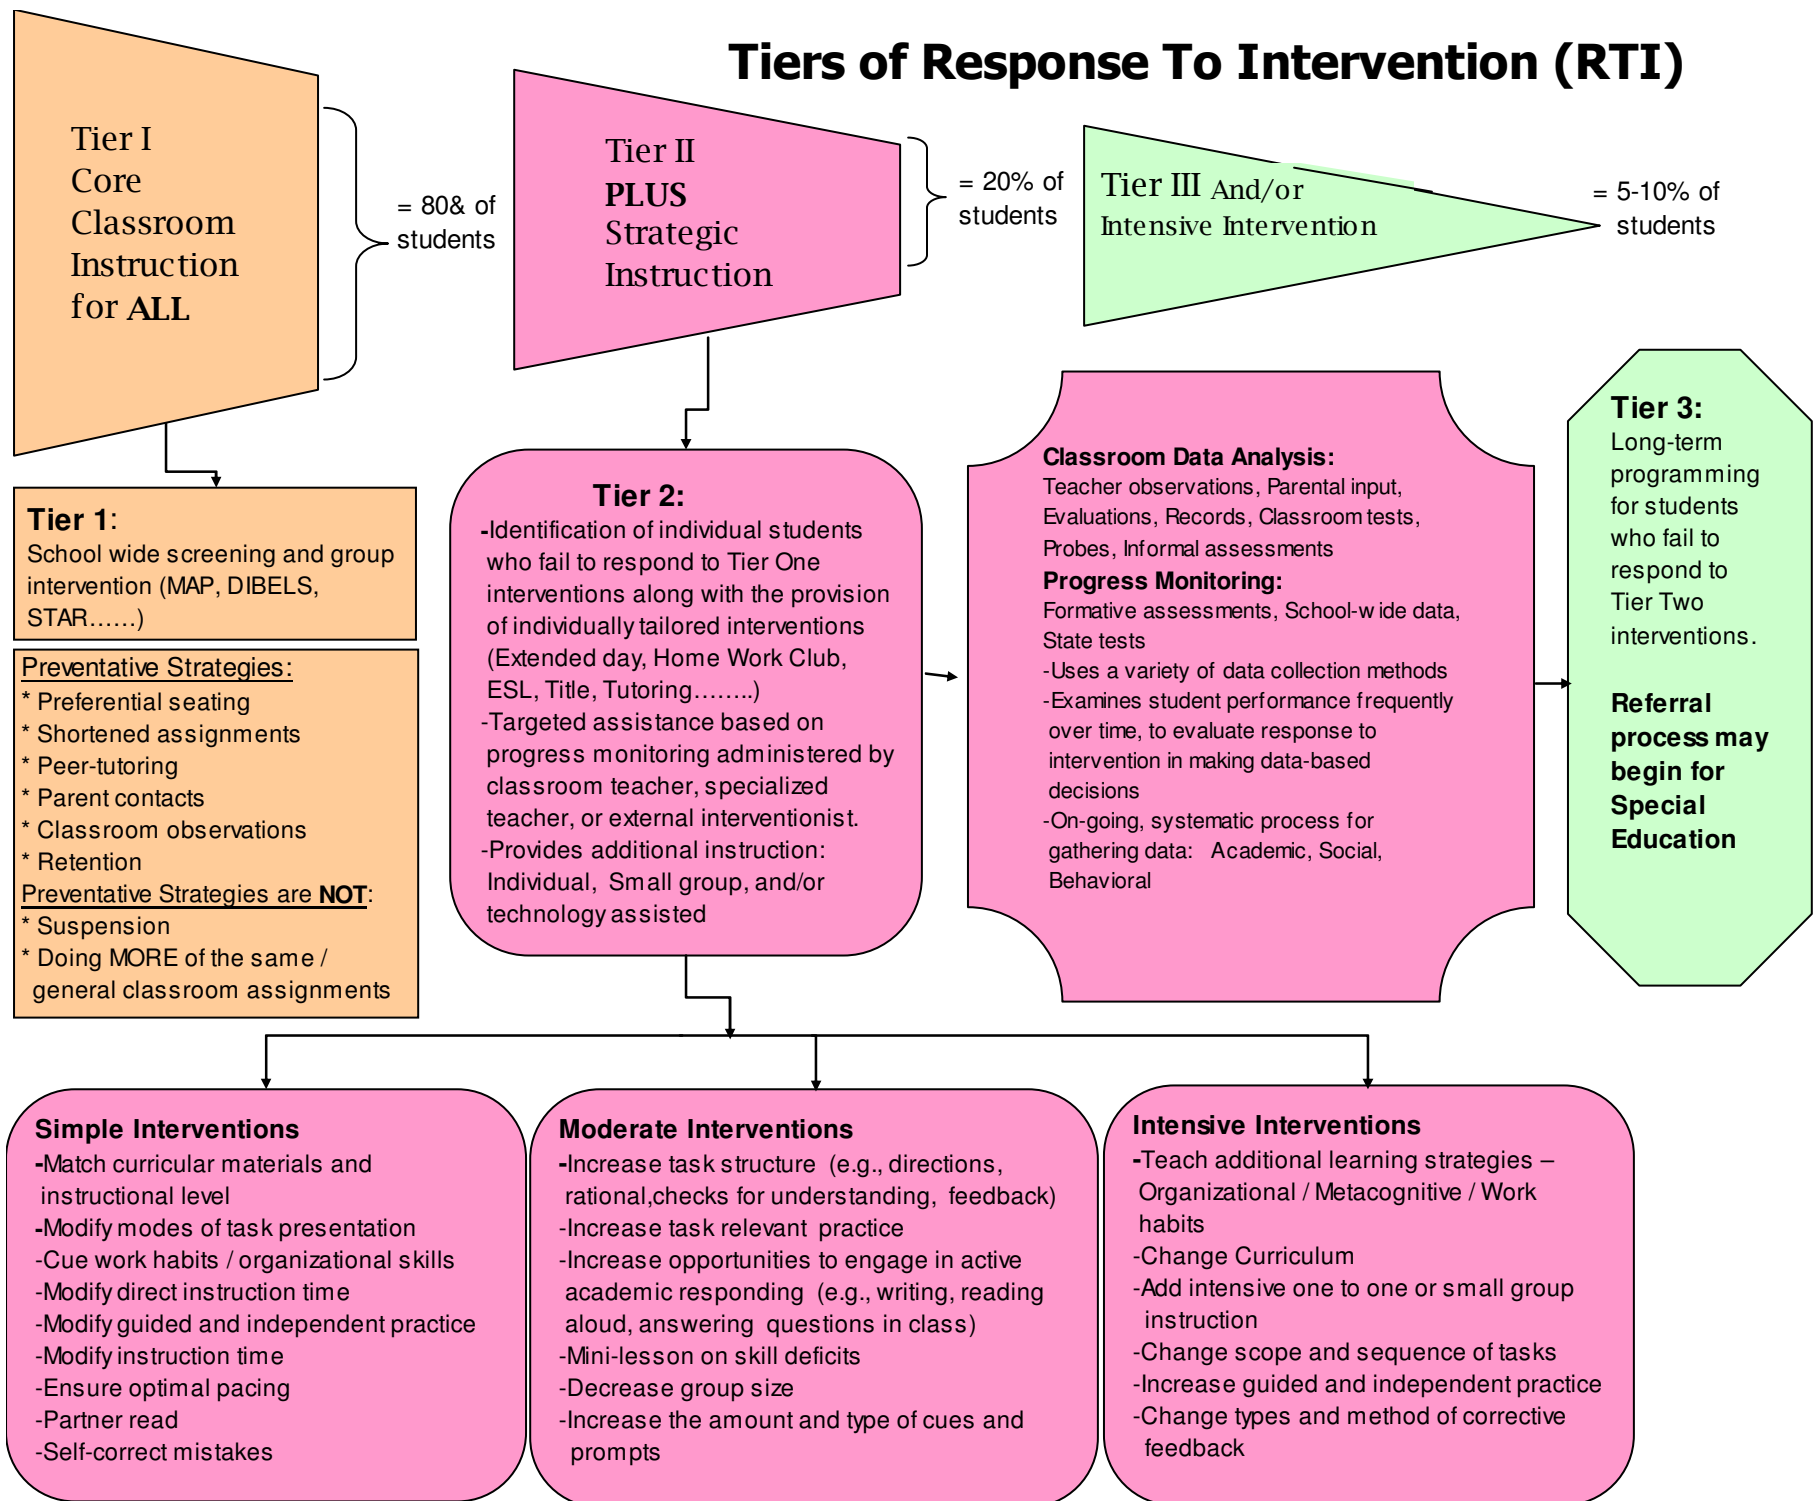 Tiers of Response To Intervention (RTI)
Tier I
Core
Classroom
Instruction
for ALL
= 80& of
students
Tier II
PLUS
Strategic
Instruction
= 20% of
students
Tier III And/or
Intensive Intervention
= 5-10% of
students
Tier 1:
School wide screening and group
intervention (MAP, DIBELS,
STAR……)
Preventative Strategies:
* Preferential seating
* Shortened assignments
* Peer-tutoring
* Parent contacts
* Classroom observations
* Retention
Preventative Strategies are NOT:
* Suspension
* Doing MORE of the same /
general classroom assignments
Tier 2:
-Identification of individual students
who fail to respond to Tier One
interventions along with the provision
of individually tailored interventions
(Extended day, Home Work Club,
ESL, Title, Tutoring……..)
-Targeted assistance based on
progress monitoring administered by
classroom teacher, specialized
teacher, or external interventionist.
-Provides additional instruction:
Individual, Small group, and/or
technology assisted
Classroom Data Analysis:
Teacher observations, Parental input,
Evaluations, Records, Classroom tests,
Probes, Informal assessments
Progress Monitoring:
Formative assessments, School-wide data,
State tests
-Uses a variety of data collection methods
-Examines student performance frequently
over time, to evaluate response to
intervention in making data-based
decisions
-On-going, systematic process for
gathering data: Academic, Social,
Behavioral
Tier 3:
Long-term
programming
for students
who fail to
respond to
Tier Two
interventions.
Referral
process may
begin for
Special
Education
Simple Interventions
-Match curricular materials and
instructional level
-Modify modes of task presentation
-Cue work habits / organizational skills
-Modify direct instruction time
-Modify guided and independent practice
-Modify instruction time
-Ensure optimal pacing
-Partner read
-Self-correct mistakes
Moderate Interventions
-Increase task structure (e.g., directions,
rational,checks for understanding, feedback)
-Increase task relevant practice
-Increase opportunities to engage in active
academic responding (e.g., writing, reading
aloud, answering questions in class)
-Mini-lesson on skill deficits
-Decrease group size
-Increase the amount and type of cues and
prompts
Intensive Interventions
-Teach additional learning strategies –
Organizational / Metacognitive / Work
habits
-Change Curriculum
-Add intensive one to one or small group
instruction
-Change scope and sequence of tasks
-Increase guided and independent practice
-Change types and method of corrective
feedback